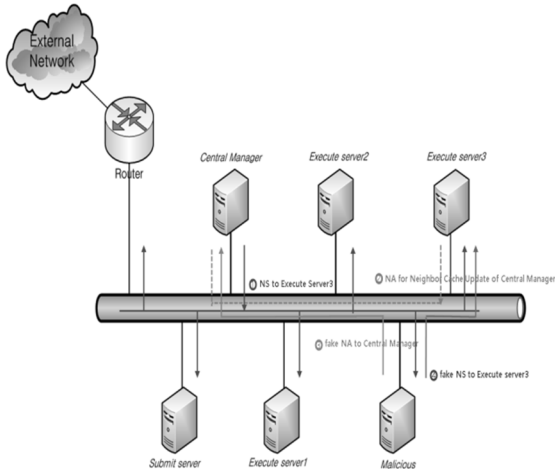 External
Network
Router
Central Manager
Execute server2
Execute server3
NS to Execute Server3
NA for Neighbor Cache Update of Central Manager
fake NA to Central Manager
fake NS to Execute server3
Submit server
Execute server1
Malicious